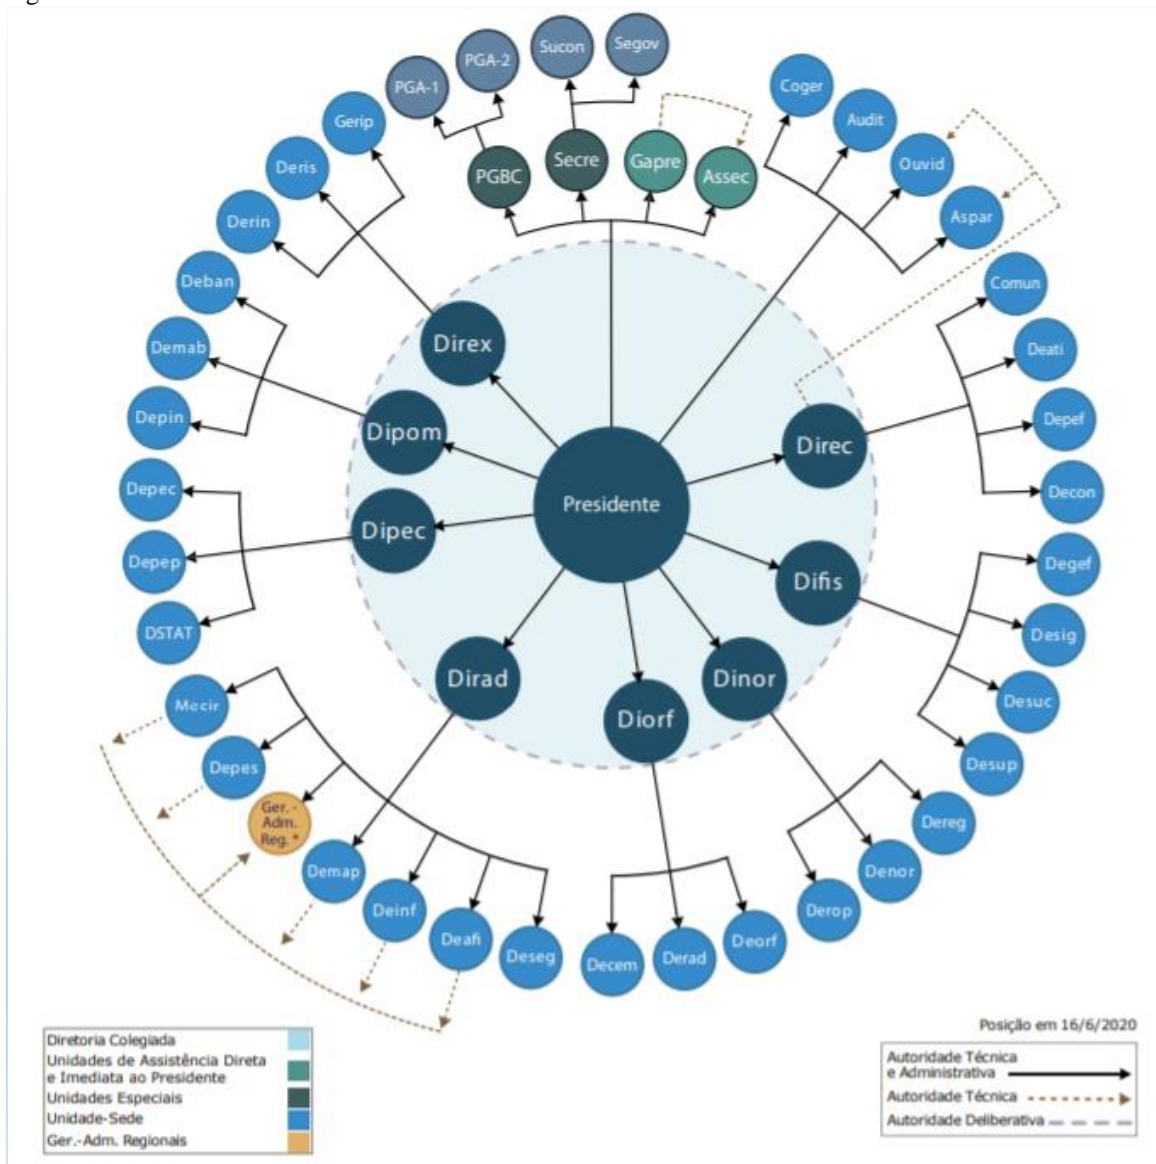 Sucon
Segov
PGA-2
PGA-1
Coger
Gerip
Audit
Deris
PGBC
Secre
Gapre
Assec
Ouvid
Derin
Aspar
Deban
Comun
Direx
Demab
Deati
Depin
Dipom
Direc
Depef
Depec
Presidente
Decon
Dipec
Depep
Difis
Degef
DSTAT
Desig
Mecir
Dirad
Diorf
Dinor
Desuc
Depes
Desup
Ger. -
Adm.
Reg. *
Dereg
Demap
Denor
Deinf
Derop
Deafi
Deseg
Decem
Derad
Deorf
Diretoria Colegiada
Unidades de Assistência Direta
e Imediata ao Presidente
Unidades Especiais
Unidade-Sede
Ger.-Adm. Regionais
Posição em 16/6/2020
Autoridade Técnica
e Administrativa
Autoridade Técnica
Autoridade Deliberativa